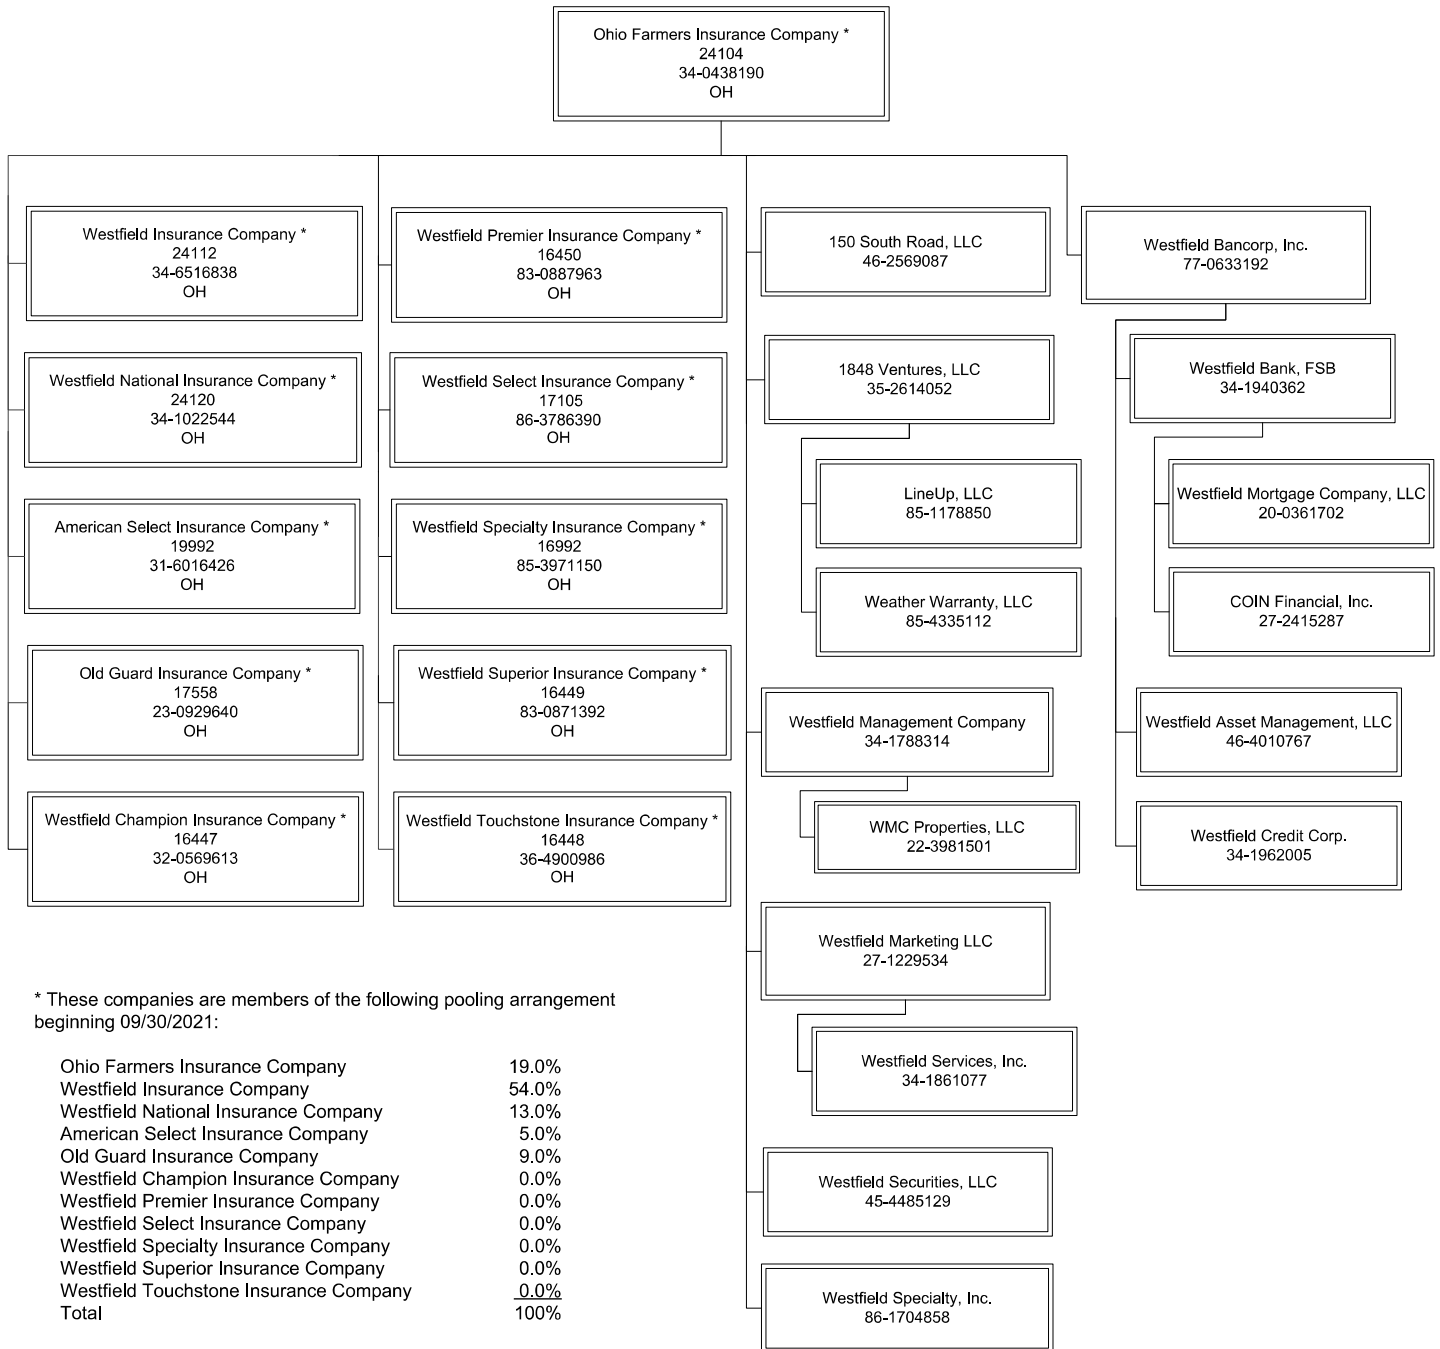 Ohio Farmers Insurance Company *
24104
34-0438190
OH
Westfield Insurance Company *
24112
34-6516838
OH
Westfield National Insurance Company *
24120
34-1022544
OH
American Select Insurance Company *
19992
31-6016426
OH
Old Guard Insurance Company *
17558
23-0929640
OH
Westfield Champion Insurance Company *
16447
32-0569613
OH
Westfield Premier Insurance Company *
16450
83-0887963
OH
Westfield Select Insurance Company *
17105
86-3786390
OH
Westfield Specialty Insurance Company *
16992
85-3971150
OH
Westfield Superior Insurance Company *
16449
83-0871392
OH
Westfield Touchstone Insurance Company *
16448
36-4900986
OH
150 South Road, LLC
46-2569087
1848 Ventures, LLC
35-2614052
LineUp, LLC
85-1178850
Weather Warranty, LLC
85-4335112
Westfield Management Company
34-1788314
WMC Properties, LLC
22-3981501
Westfield Marketing LLC
27-1229534
Westfield Services, Inc.
34-1861077
Westfield Securities, LLC
45-4485129
Westfield Specialty, Inc.
86-1704858
Westfield Bancorp, Inc.
77-0633192
Westfield Bank, FSB
34-1940362
Westfield Mortgage Company, LLC
20-0361702
COIN Financial, Inc.
27-2415287
Westfield Asset Management, LLC
46-4010767
Westfield Credit Corp.
34-1962005
* These companies are members of the following pooling arrangement
beginning 09/30/2021:
Ohio Farmers Insurance Company 19.0%
Westfield Insurance Company 54.0%
Westfield National Insurance Company 13.0%
American Select Insurance Company 5.0%
Old Guard Insurance Company 9.0%
Westfield Champion Insurance Company 0.0%
Westfield Premier Insurance Company 0.0%
Westfield Select Insurance Company 0.0%
Westfield Specialty Insurance Company 0.0%
Westfield Superior Insurance Company 0.0%
Westfield Touchstone Insurance Company 0.0%
Total 100%